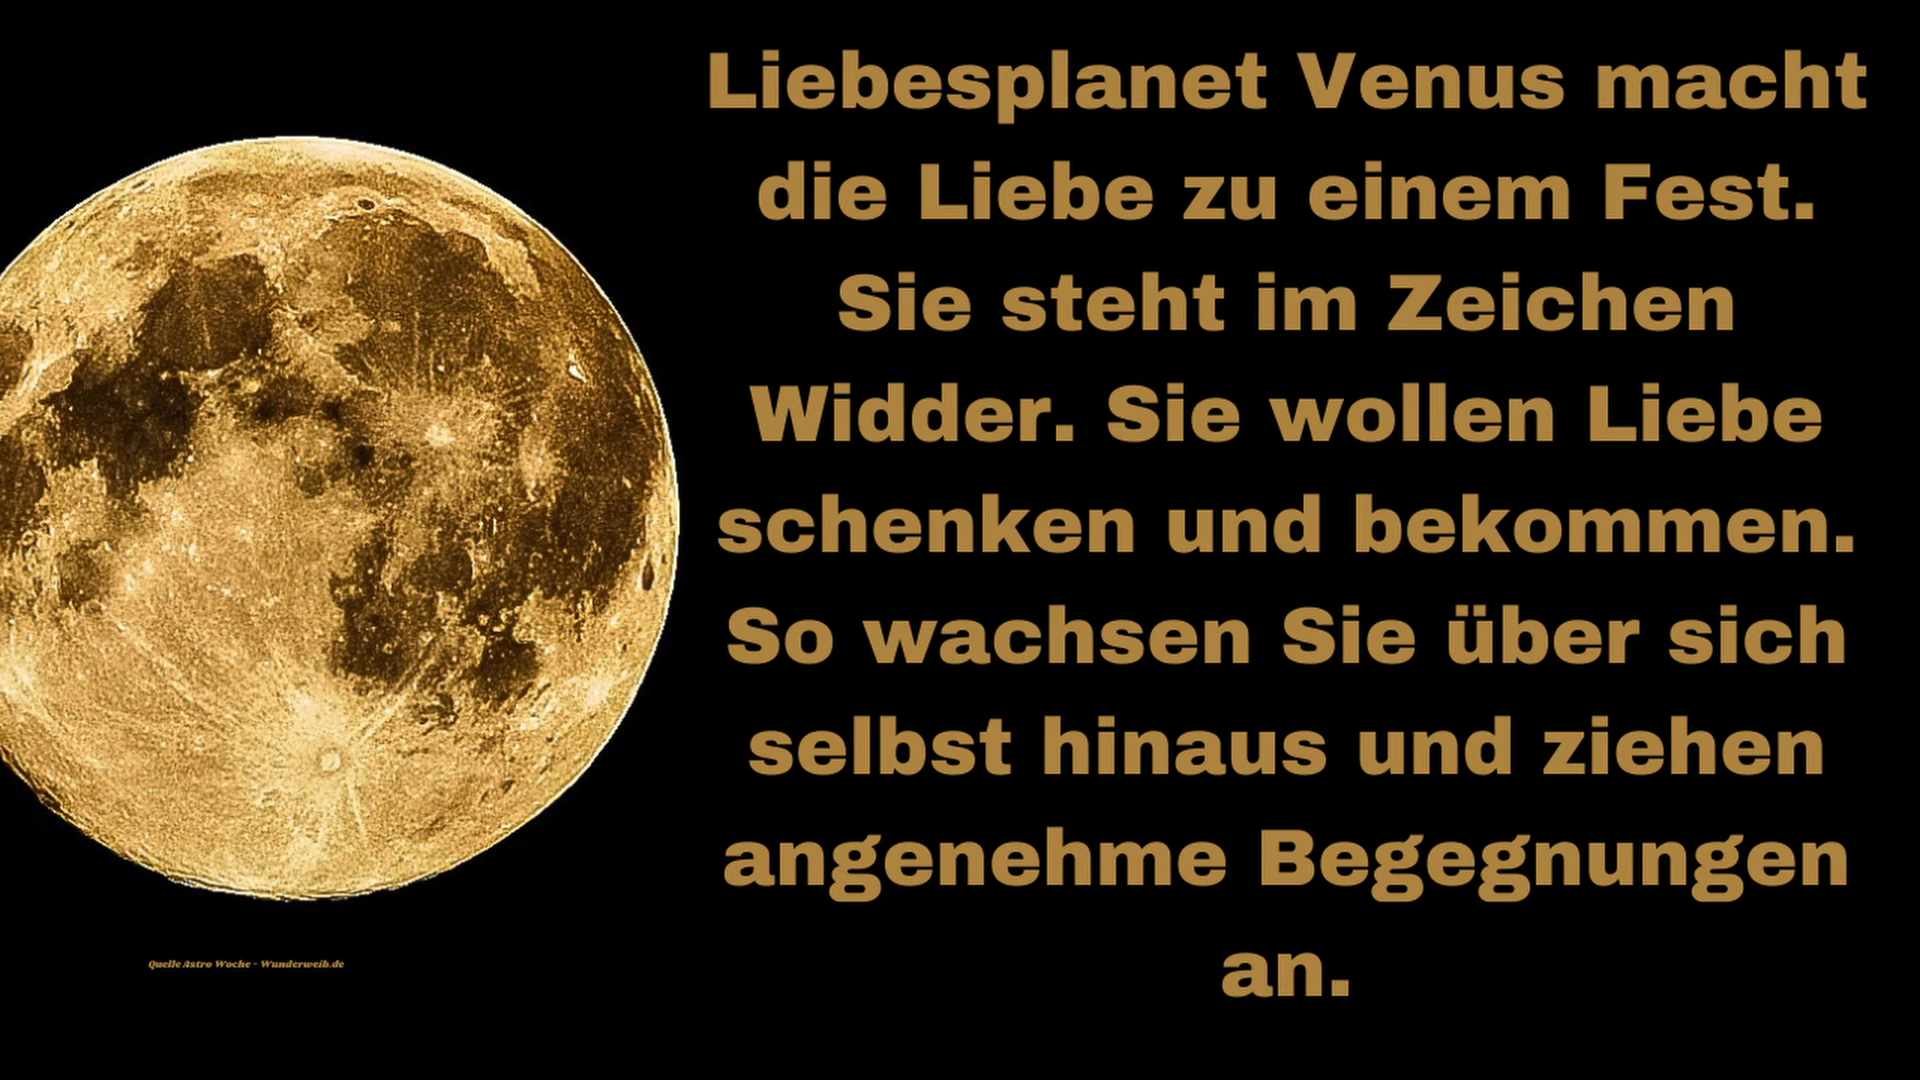 Liebesplanet Venus macht
die Liebe zu einem Fest.
Sie steht im Zeichen
Widder. Sie wollen Liebe
schenken und bekommen.
So wachsen Sie über sich
selbst hinaus und ziehen
angenehme Begegnungen
an.
Quelle Astro Woche - Wunderweib.de